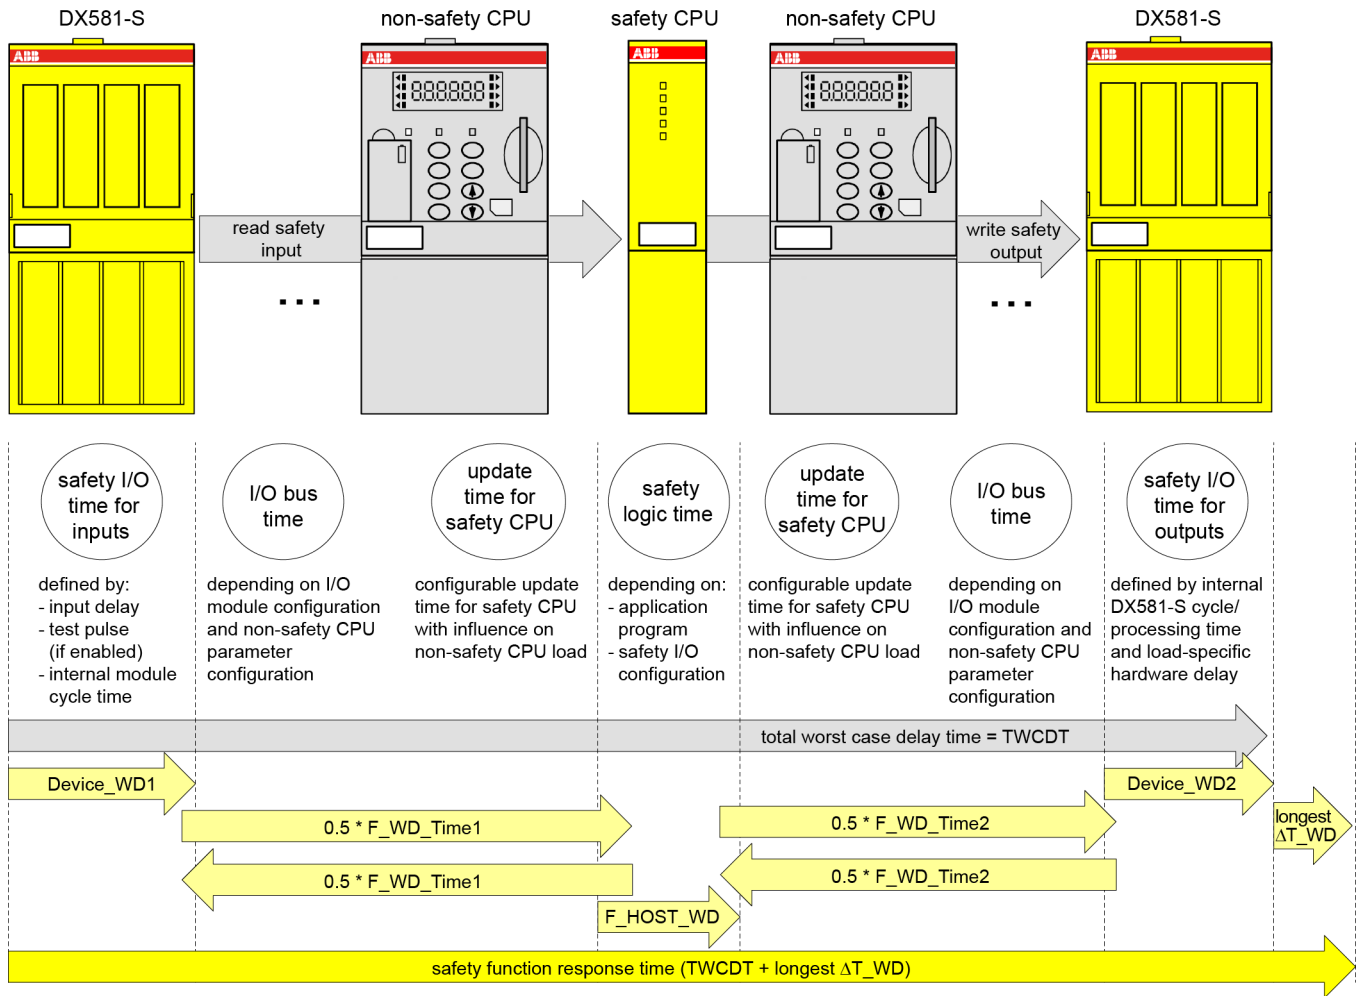 DX581-S
non-safety CPU
safety CPU
non-safety CPU
DX581-S
ABB
ABB
ABB
ABB
ABB
read safety
input
...
write safety
output
...
safety I/O
time for
inputs
I/O bus
time
update
time for
safety CPU
safety
logic time
update
time for
safety CPU
I/O bus
time
safety I/O
time for
outputs
defined by:
- input delay
- test pulse
(if enabled)
- internal module
cycle time
depending on I/O
module configuration
and non-safety CPU
parameter
configuration
configurable update
time for safety CPU
with influence on
non-safety CPU load
depending on:
- application
program
- safety I/O
configuration
configurable update
time for safety CPU
with influence on
non-safety CPU load
depending on
I/O module
configuration and
non-safety CPU
parameter
configuration
defined by internal
DX581-S cycle/
processing time
and load-specific
hardware delay
total worst case delay time = TWCDT
Device_WD1
Device_WD2
0.5 * F_WD_Time1
0.5 * F_WD_Time2
longest
ΔT_WD
0.5 * F_WD_Time1
0.5 * F_WD_Time2
F_HOST_WD
safety function response time (TWCDT + longest ΔT_WD)